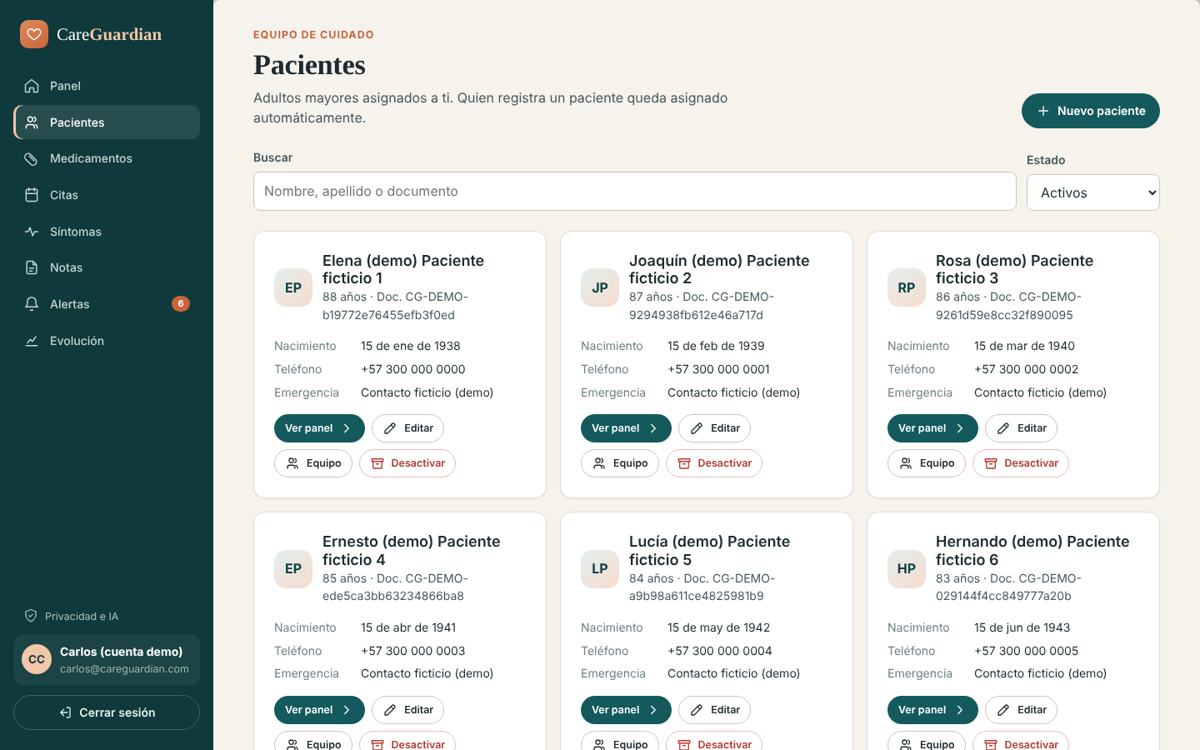 CareGuardian
Panel
Pacientes
Medicamentos
Citas
Síntomas
Notas
Alertas 6
Evolución
Privacidad e IA
CC
Carlos (cuenta demo)
carlos@careguardian.com
Cerrar sesión
EQUIPO DE CUIDADO
Pacientes
Adultos mayores asignados a ti. Quien registra un paciente queda asignado
automáticamente.
Nuevo paciente
Buscar
Nombre, apellido o documento
Estado
Activos
EP
Elena (demo) Paciente
ficticio 1
88 años · Doc. CG-DEMO-
b19772e76455efb3f0ed
Nacimiento 15 de ene de 1938
Teléfono +57 300 000 0000
Emergencia Contacto ficticio (demo)
Ver panel Editar
Equipo Desactivar
JP
Joaquín (demo) Paciente
ficticio 2
87 años · Doc. CG-DEMO-
9294938fb612e46a717d
Nacimiento 15 de feb de 1939
Teléfono +57 300 000 0001
Emergencia Contacto ficticio (demo)
Ver panel Editar
Equipo Desactivar
RP
Rosa (demo) Paciente
ficticio 3
86 años · Doc. CG-DEMO-
9261d59e8cc32f890095
Nacimiento 15 de mar de 1940
Teléfono +57 300 000 0002
Emergencia Contacto ficticio (demo)
Ver panel Editar
Equipo Desactivar
EP
Ernesto (demo) Paciente
ficticio 4
85 años · Doc. CG-DEMO-
ede5ca3bb63234866ba8
Nacimiento 15 de abr de 1941
Teléfono +57 300 000 0003
Emergencia Contacto ficticio (demo)
Ver panel Editar
Equipo Desactivar
LP
Lucía (demo) Paciente
ficticio 5
84 años · Doc. CG-DEMO-
a9b98a611ce4825981b9
Nacimiento 15 de may de 1942
Teléfono +57 300 000 0004
Emergencia Contacto ficticio (demo)
Ver panel Editar
Equipo Desactivar
HP
Hernando (demo) Paciente
ficticio 6
83 años · Doc. CG-DEMO-
029144f4cc849777a20b
Nacimiento 15 de jun de 1943
Teléfono +57 300 000 0005
Emergencia Contacto ficticio (demo)
Ver panel Editar
Equipo Desactivar